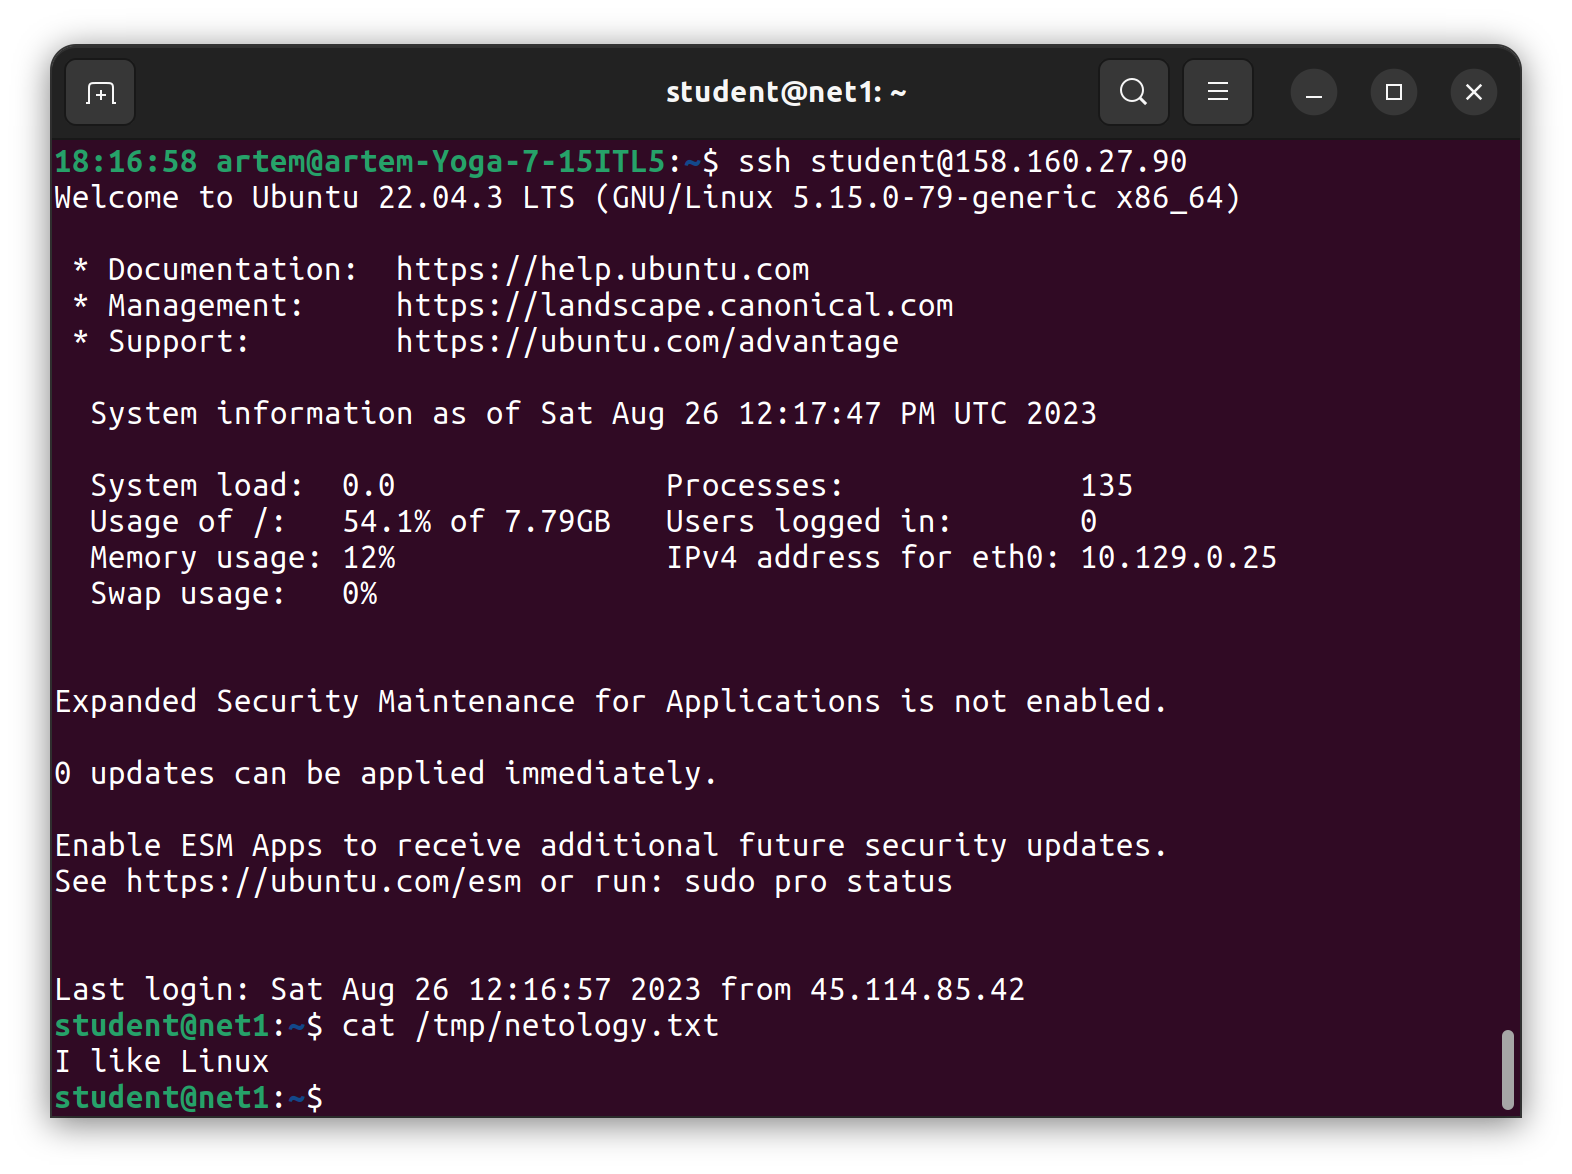 student@net1: ~
18:16:58 artem@artem-Yoga-7-15ITL5:~$ ssh student@158.160.27.90
Welcome to Ubuntu 22.04.3 LTS (GNU/Linux 5.15.0-79-generic x86_64)

 * Documentation:  https://help.ubuntu.com
 * Management:     https://landscape.canonical.com
 * Support:        https://ubuntu.com/advantage

  System information as of Sat Aug 26 12:17:47 PM UTC 2023

  System load:  0.0               Processes:             135
  Usage of /:   54.1% of 7.79GB   Users logged in:       0
  Memory usage: 12%               IPv4 address for eth0: 10.129.0.25
  Swap usage:   0%


Expanded Security Maintenance for Applications is not enabled.

0 updates can be applied immediately.

Enable ESM Apps to receive additional future security updates.
See https://ubuntu.com/esm or run: sudo pro status


Last login: Sat Aug 26 12:16:57 2023 from 45.114.85.42
student@net1:~$ cat /tmp/netology.txt
I like Linux
student@net1:~$